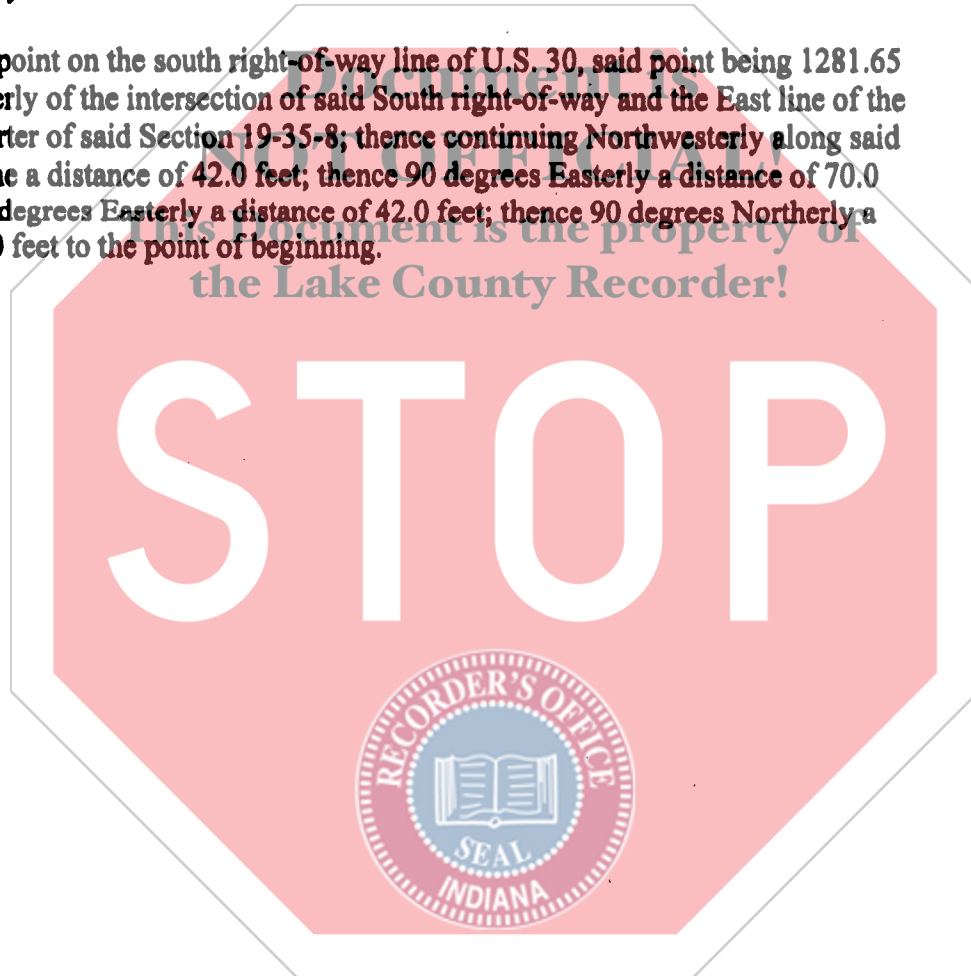 point on the south right-of-way line of U.S. 30, said point being 1281.65
erly of the intersection of said South right-of-way and the East line of the
rter of said Section 19-35-8; thence continuing Northwesterly along said
e a distance of 42.0 feet; thence 90 degrees Easterly a distance of 70.0
degrees Easterly a distance of 42.0 feet; thence 90 degrees Northerly a
0 feet to the point of beginning.
Document is
NOT OFFICIAL!
This Document is the property of
the Lake County Recorder!
STOP
RECORDER'S OFFICE
SEAL
INDIANA